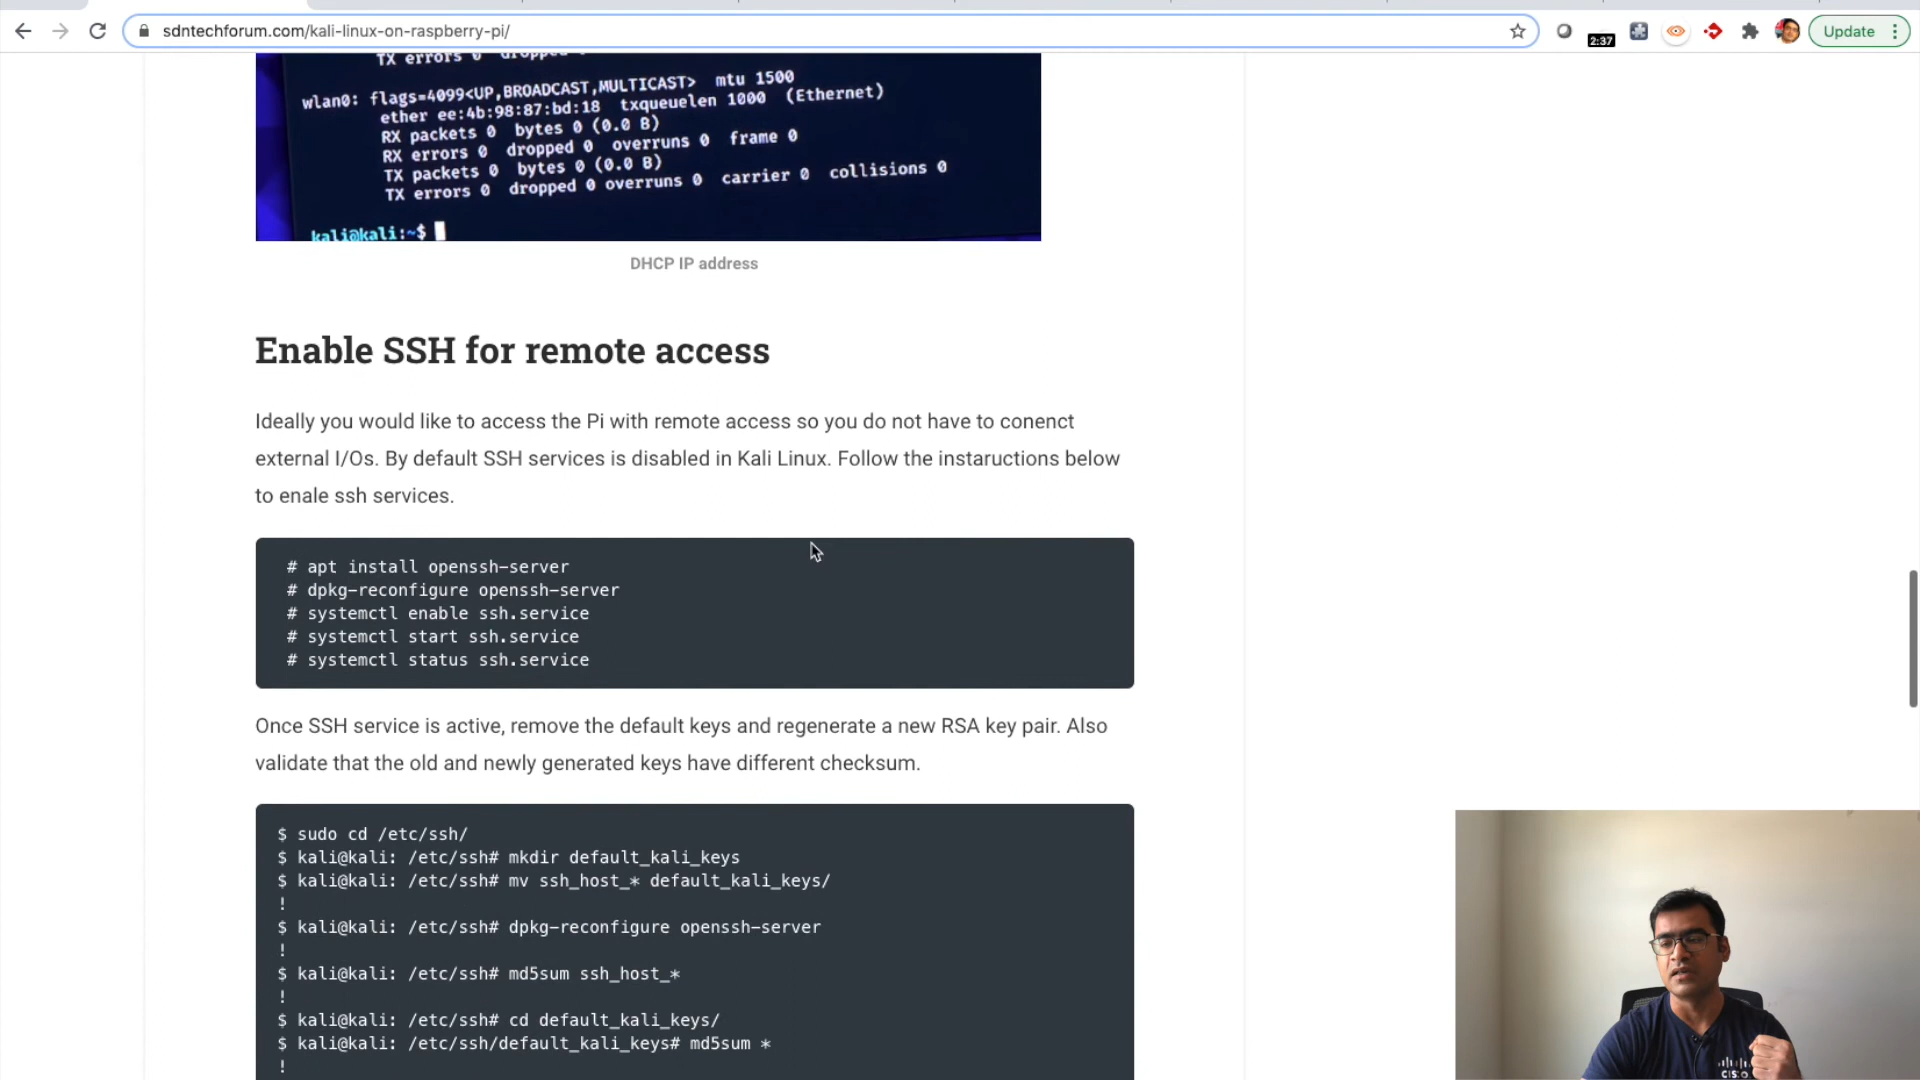 sdntechforum.com/kali-linux-on-raspberry-pi/
2:37
Update
TX errors 0 dropped 0
wlan0: flags=4099<UP,BROADCAST,MULTICAST> mtu 1500
ether ee:4b:98:87:bd:18 txqueuelen 1000 (Ethernet)
RX packets 0 bytes 0 (0.0 B)
RX errors 0 dropped 0 overruns 0 frame 0
TX packets 0 bytes 0 (0.0 B)
TX errors 0 dropped 0 overruns 0 carrier 0 collisions 0
kali@kali:~$
DHCP IP address
Enable SSH for remote access
Ideally you would like to access the Pi with remote access so you do not have to conenct
external I/Os. By default SSH services is disabled in Kali Linux. Follow the instaructions below
to enale ssh services.
# apt install openssh-server
# dpkg-reconfigure openssh-server
# systemctl enable ssh.service
# systemctl start ssh.service
# systemctl status ssh.service
Once SSH service is active, remove the default keys and regenerate a new RSA key pair. Also
validate that the old and newly generated keys have different checksum.
$ sudo cd /etc/ssh/
$ kali@kali: /etc/ssh# mkdir default_kali_keys
$ kali@kali: /etc/ssh# mv ssh_host_* default_kali_keys/
!
$ kali@kali: /etc/ssh# dpkg-reconfigure openssh-server
!
$ kali@kali: /etc/ssh# md5sum ssh_host_*
!
$ kali@kali: /etc/ssh# cd default_kali_keys/
$ kali@kali: /etc/ssh/default_kali_keys# md5sum *
!
CISCO